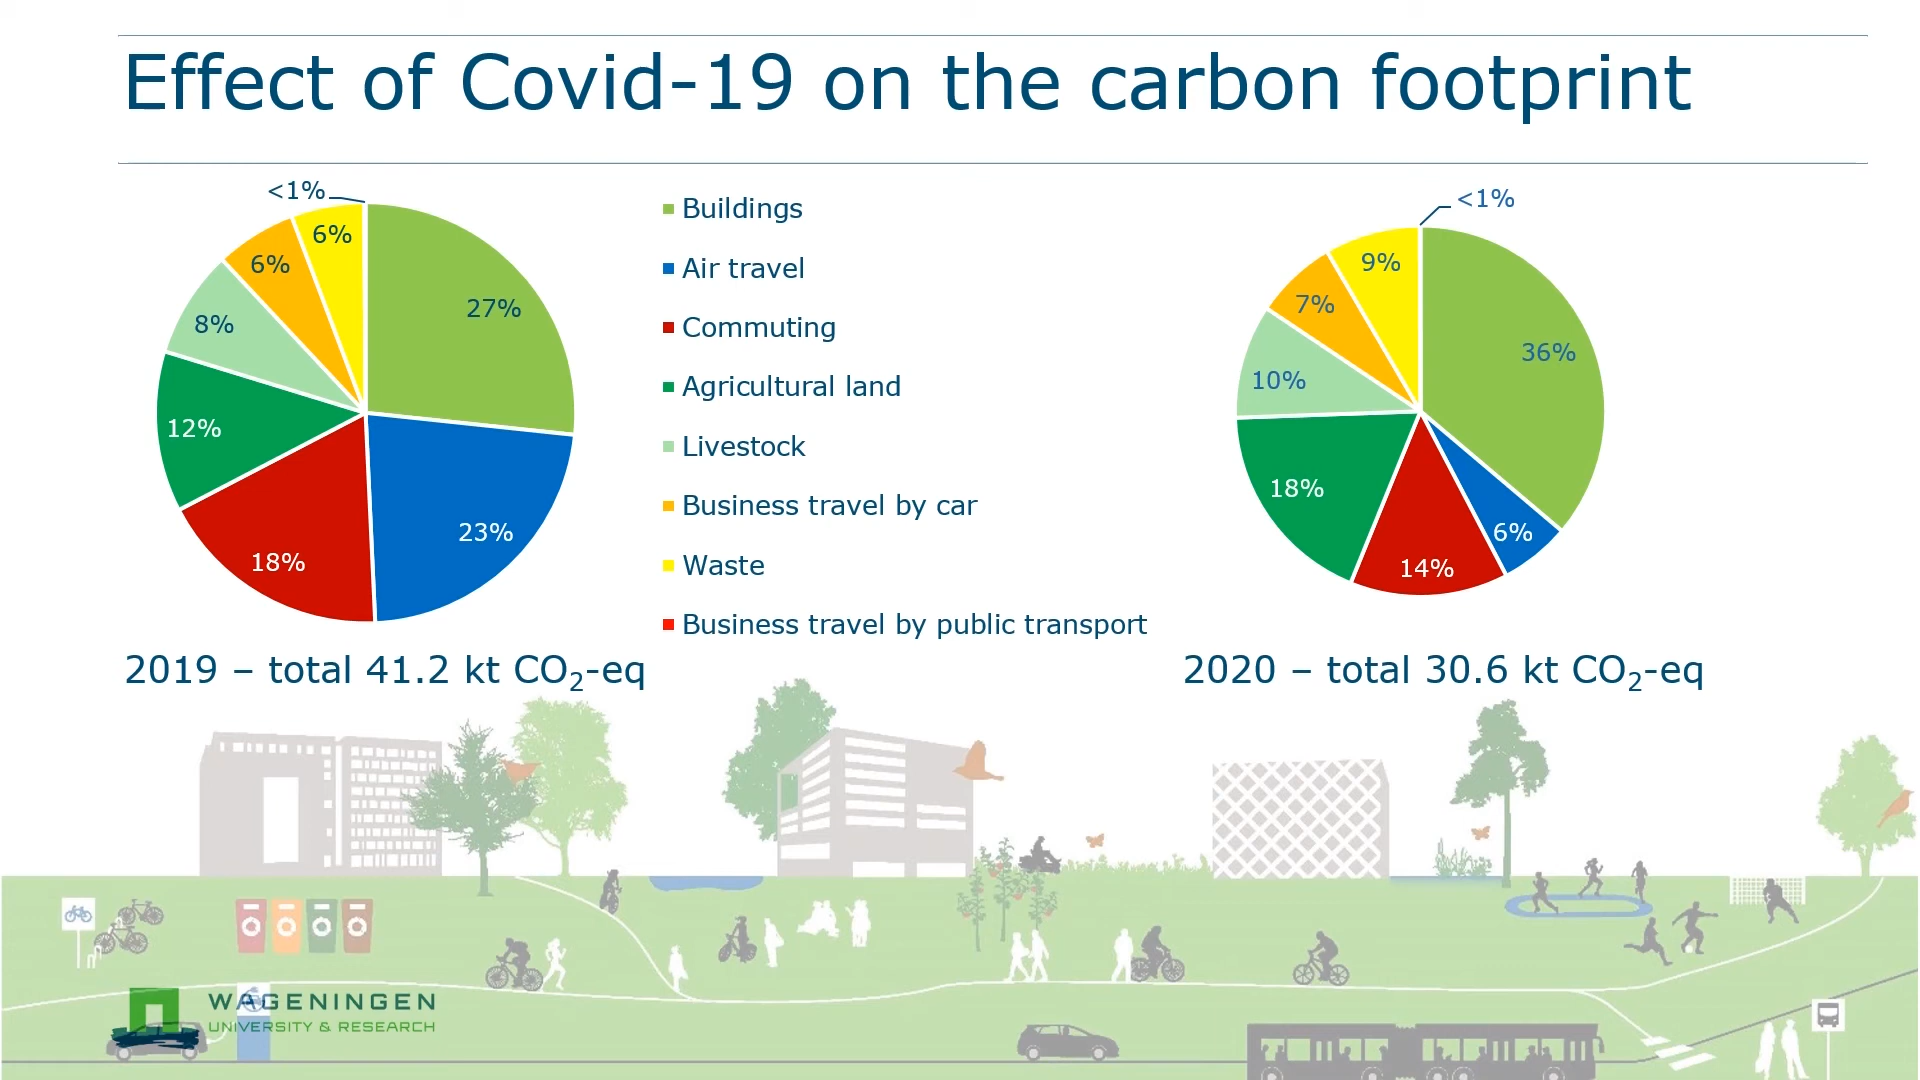 Effect of Covid-19 on the carbon footprint
<1%
6%
6%
8%
12%
18%
23%
27%
Buildings
Air travel
Commuting
Agricultural land
Livestock
Business travel by car
Waste
Business travel by public transport
<1%
9%
7%
10%
18%
14%
6%
36%
2019 – total 41.2 kt CO₂-eq
2020 – total 30.6 kt CO₂-eq
WAGENINGEN
UNIVERSITY & RESEARCH